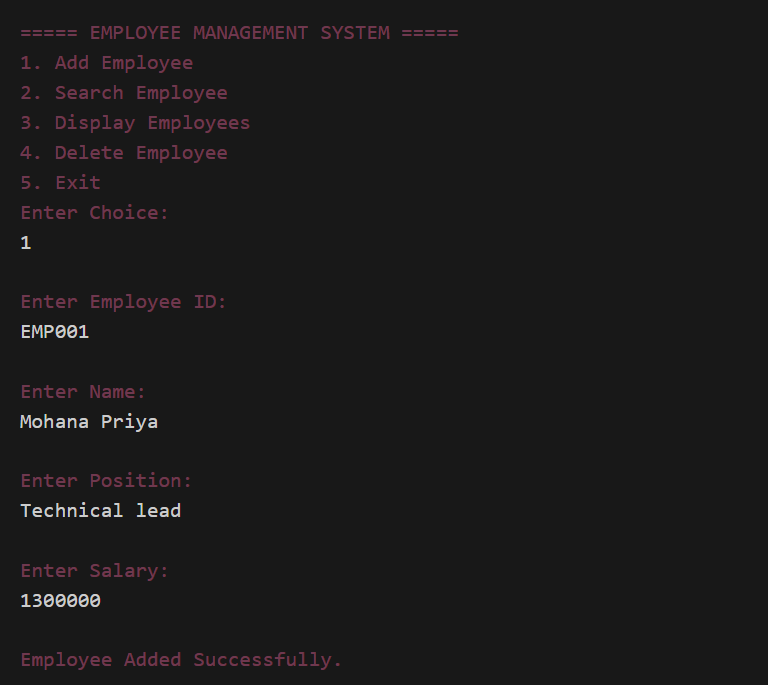 ===== EMPLOYEE MANAGEMENT SYSTEM =====
1. Add Employee
2. Search Employee
3. Display Employees
4. Delete Employee
5. Exit
Enter Choice:
1
Enter Employee ID:
EMP001
Enter Name:
Mohana Priya
Enter Position:
Technical lead
Enter Salary:
1300000
Employee Added Successfully.